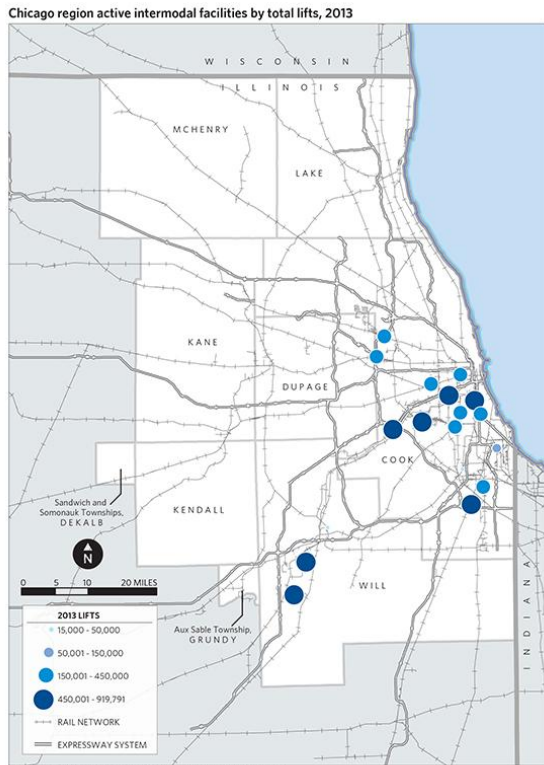 Chicago region active intermodal facilities by total lifts, 2013
WISCONSIN
ILLINOIS
MCHENRY
LAKE
KANE
DUPAGE
COOK
Sandwich and
Somonauk Townships,
DEKALB
KENDALL
N
0 5 10 20 MILES
WILL
Aux Sable Township,
GRUNDY
INDIANA
2013 LIFTS
15,000 - 50,000
50,001 - 150,000
150,001 - 450,000
450,001 - 919,791
RAIL NETWORK
EXPRESSWAY SYSTEM